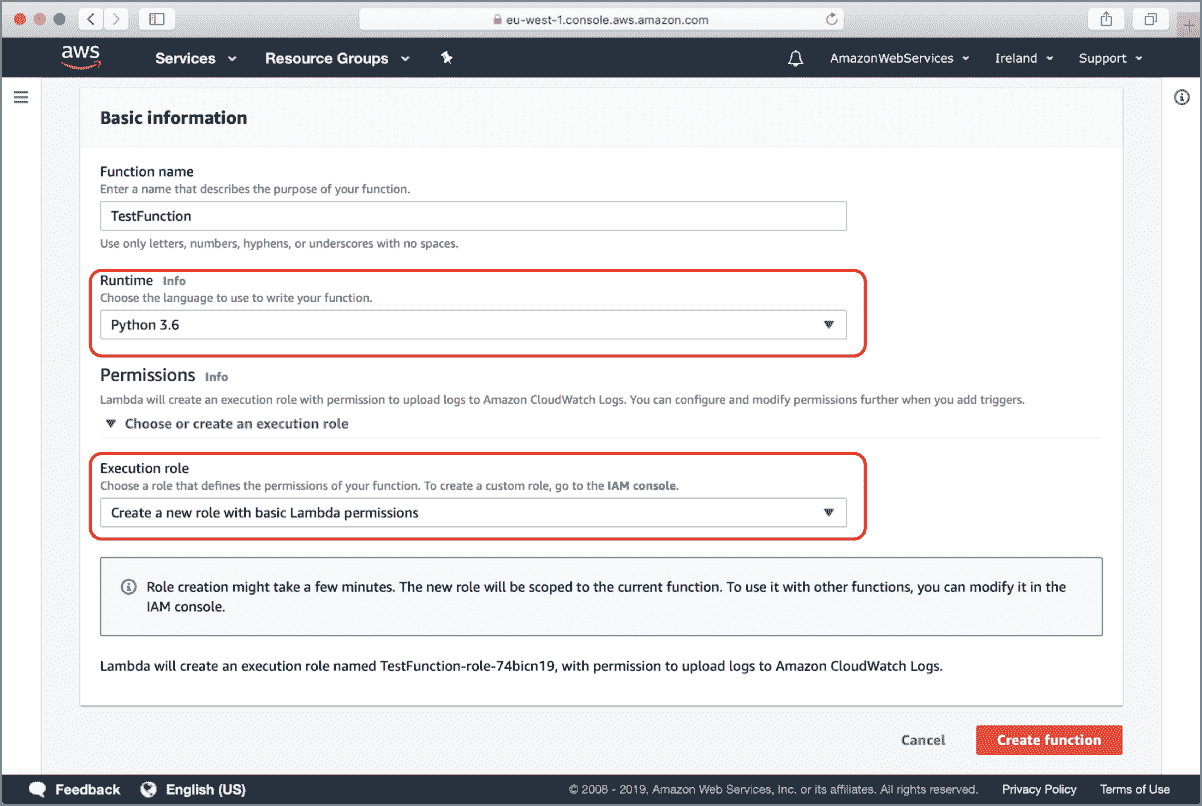 eu-west-1.console.aws.amazon.com
aws Services Resource Groups AmazonWebServices Ireland Support
Basic information
Function name
Enter a name that describes the purpose of your function.
TestFunction
Use only letters, numbers, hyphens, or underscores with no spaces.
Runtime Info
Choose the language to use to write your function.
Python 3.6
Permissions Info
Lambda will create an execution role with permission to upload logs to Amazon CloudWatch Logs. You can configure and modify permissions further when you add triggers.
Choose or create an execution role
Execution role
Choose a role that defines the permissions of your function. To create a custom role, go to the IAM console.
Create a new role with basic Lambda permissions
Role creation might take a few minutes. The new role will be scoped to the current function. To use it with other functions, you can modify it in the
IAM console.
Lambda will create an execution role named TestFunction-role-74bicn19, with permission to upload logs to Amazon CloudWatch Logs.
Cancel Create function
Feedback English (US) © 2008 - 2019, Amazon Web Services, Inc. or its affiliates. All rights reserved. Privacy Policy Terms of Use